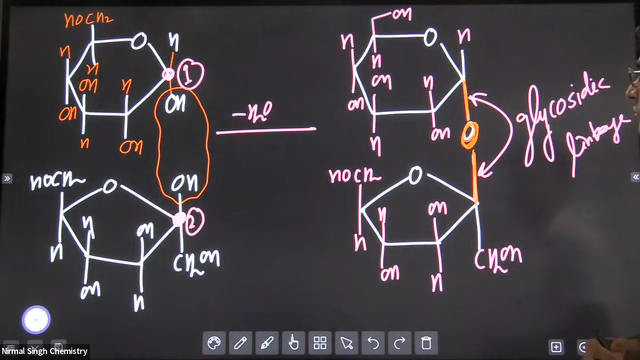 HOCH₂ O H
H H ① 
OH H OH
OH H OH
-H₂O
OH
HOCH₂ O ②
H H OH CH₂OH
OH H
OH
H O H
H OH H
OH H OH
O
glycosidic
linkage
HOCH₂ O
H H OH CH₂OH
OH H
Nirmal Singh Chemistry